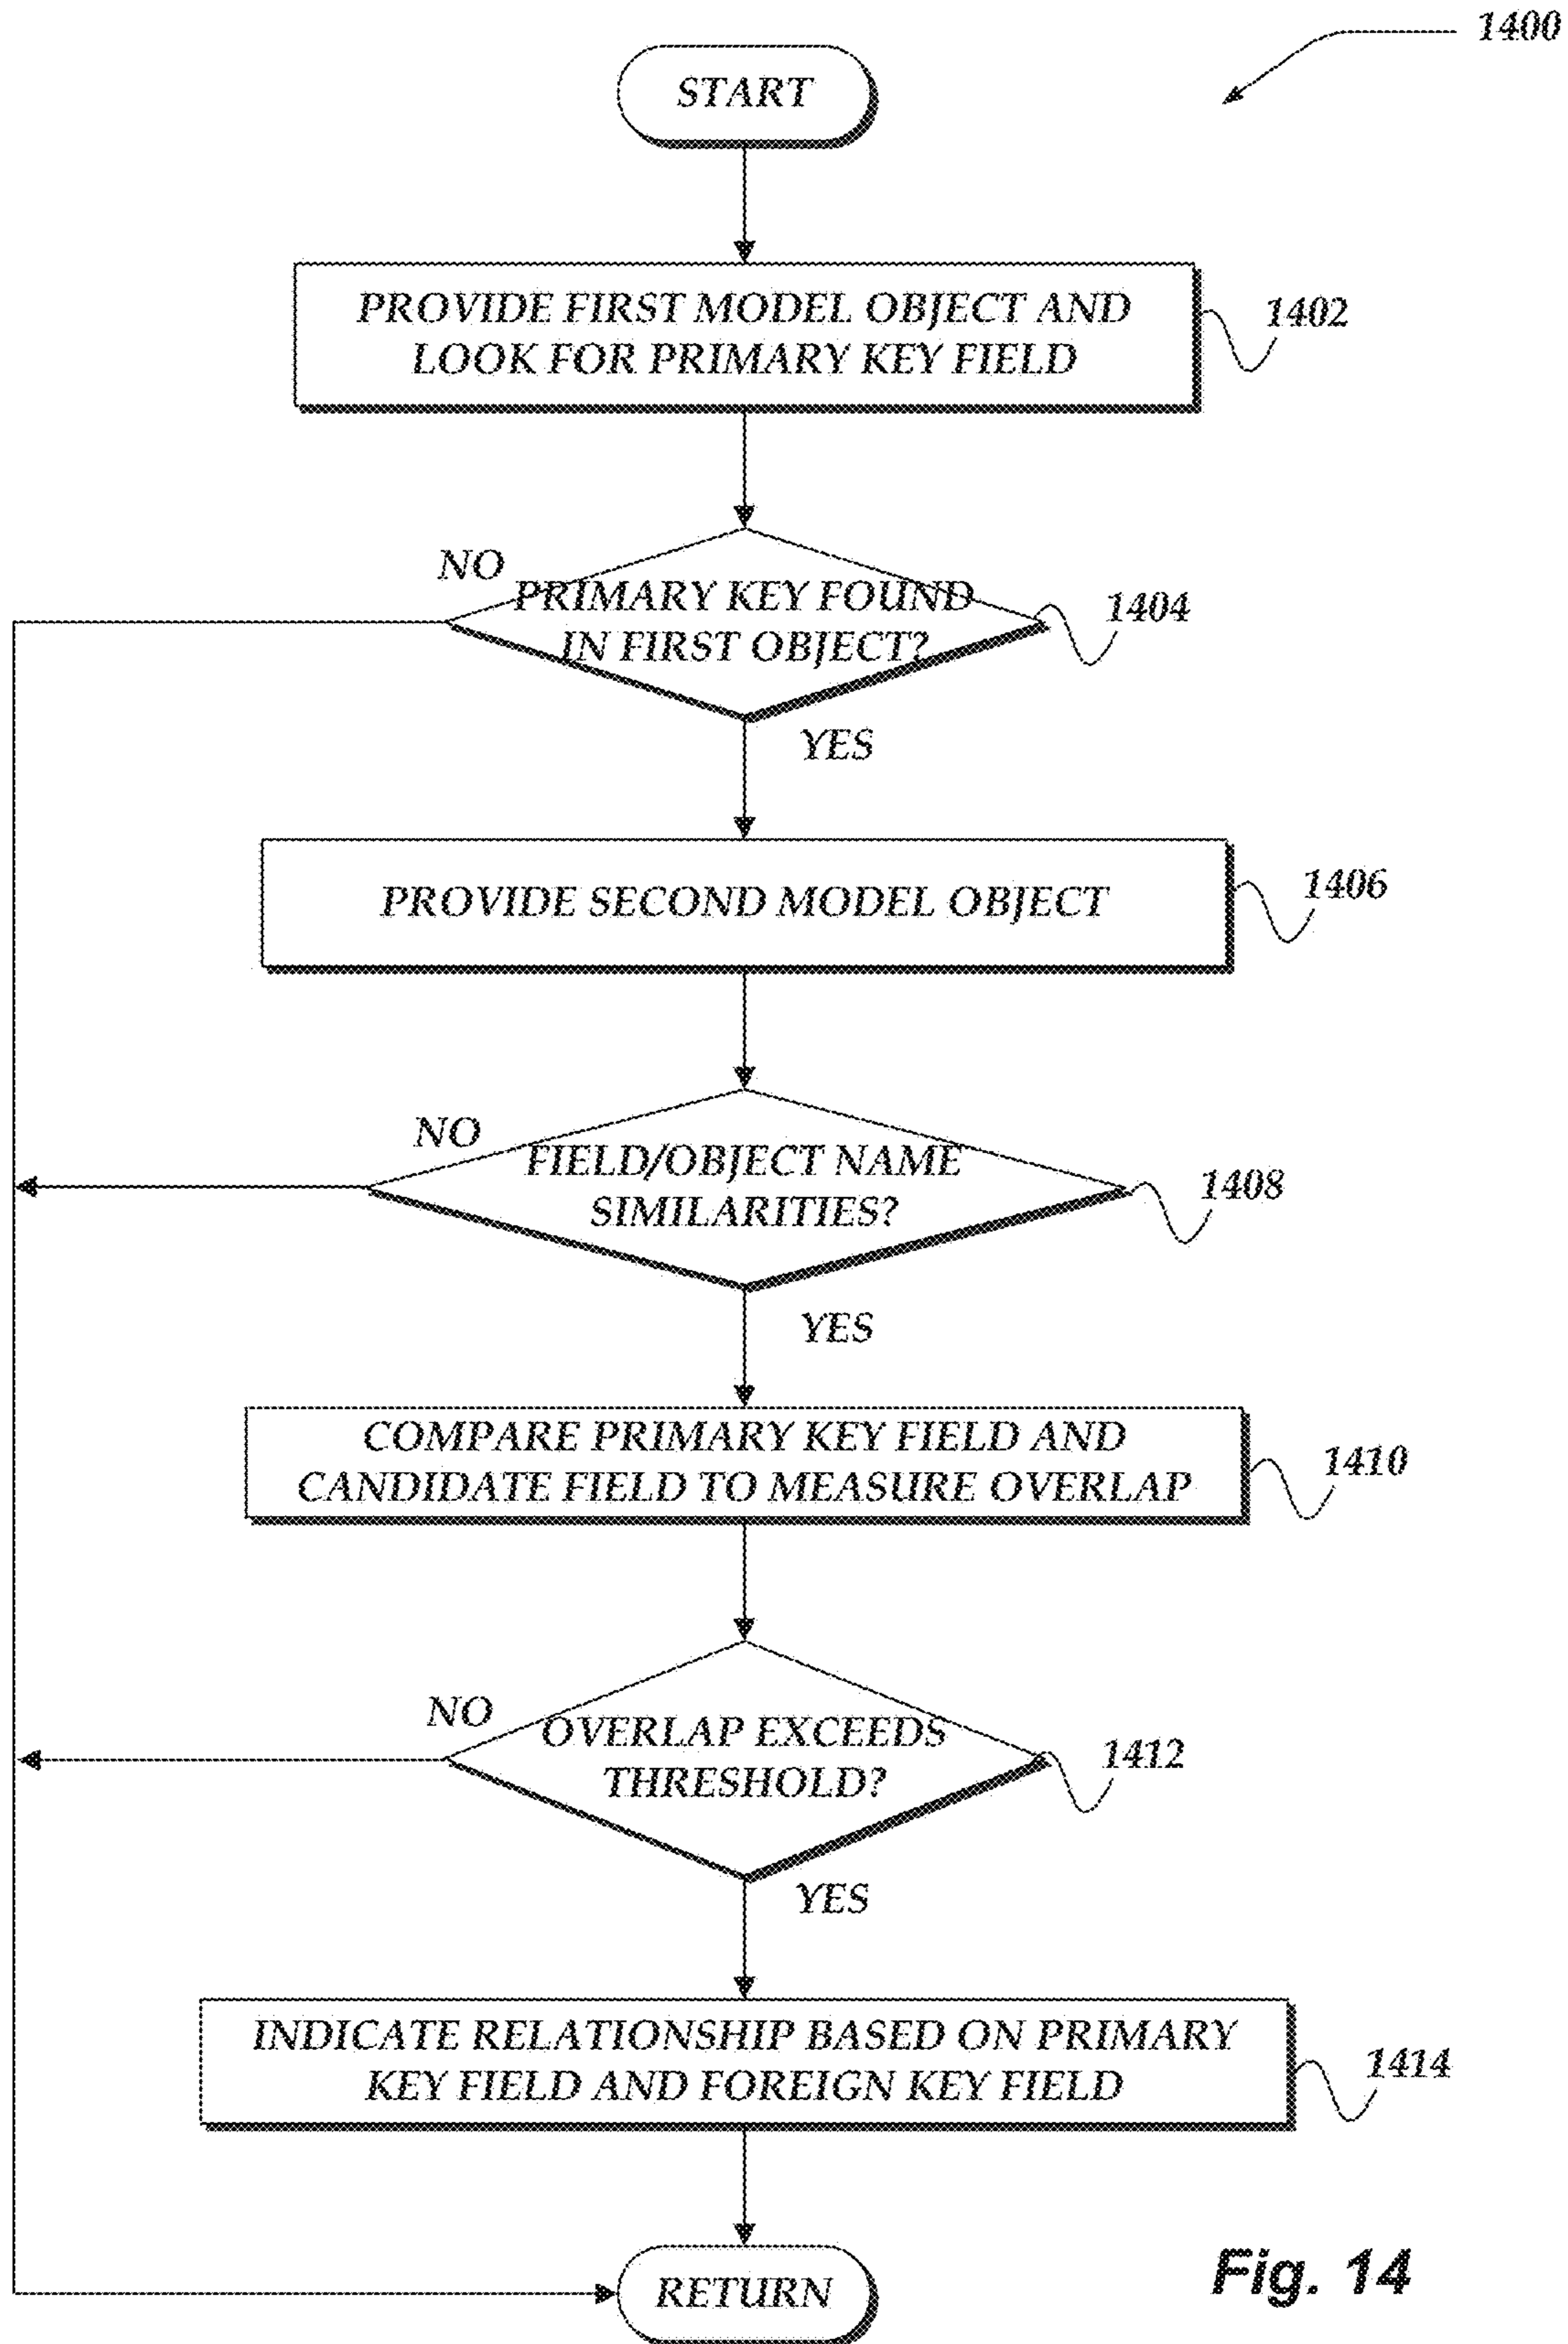 1400
START
PROVIDE FIRST MODEL OBJECT AND
LOOK FOR PRIMARY KEY FIELD
1402
NO
PRIMARY KEY FOUND
IN FIRST OBJECT?
1404
YES
PROVIDE SECOND MODEL OBJECT
1406
NO
FIELD/OBJECT NAME
SIMILARITIES?
1408
YES
COMPARE PRIMARY KEY FIELD AND
CANDIDATE FIELD TO MEASURE OVERLAP
1410
NO
OVERLAP EXCEEDS
THRESHOLD?
1412
YES
INDICATE RELATIONSHIP BASED ON PRIMARY
KEY FIELD AND FOREIGN KEY FIELD
1414
RETURN
Fig. 14